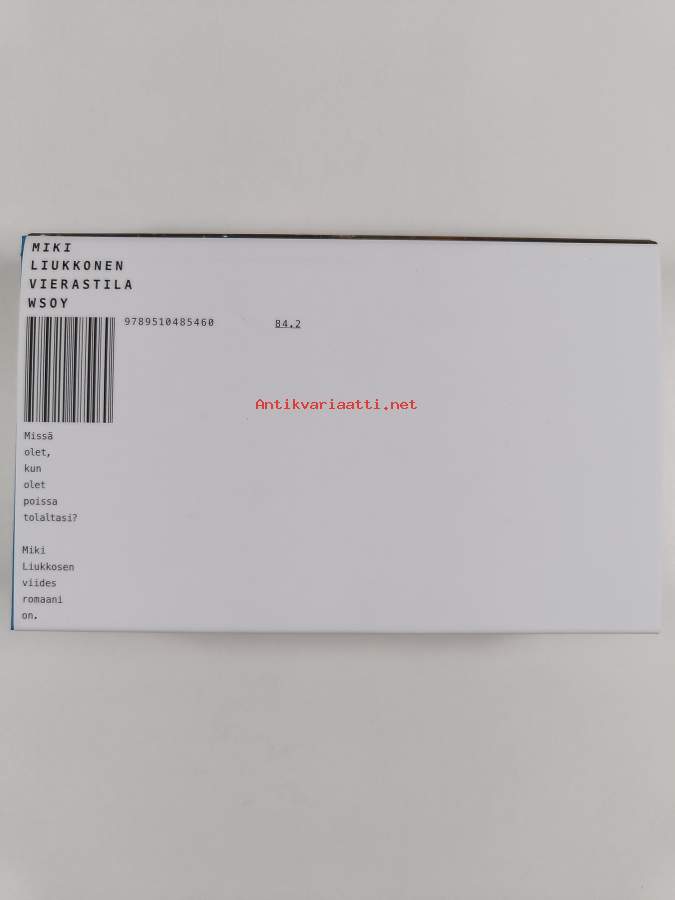 MIKI
LIUKKONEN
VIERASTILA
WSOY
9789510485460 84.2
Antikvariaatti.net
Missä
olet,
kun
olet
poissa
tolaltasi?
Miki
Liukkosen
viides
romaani
on.